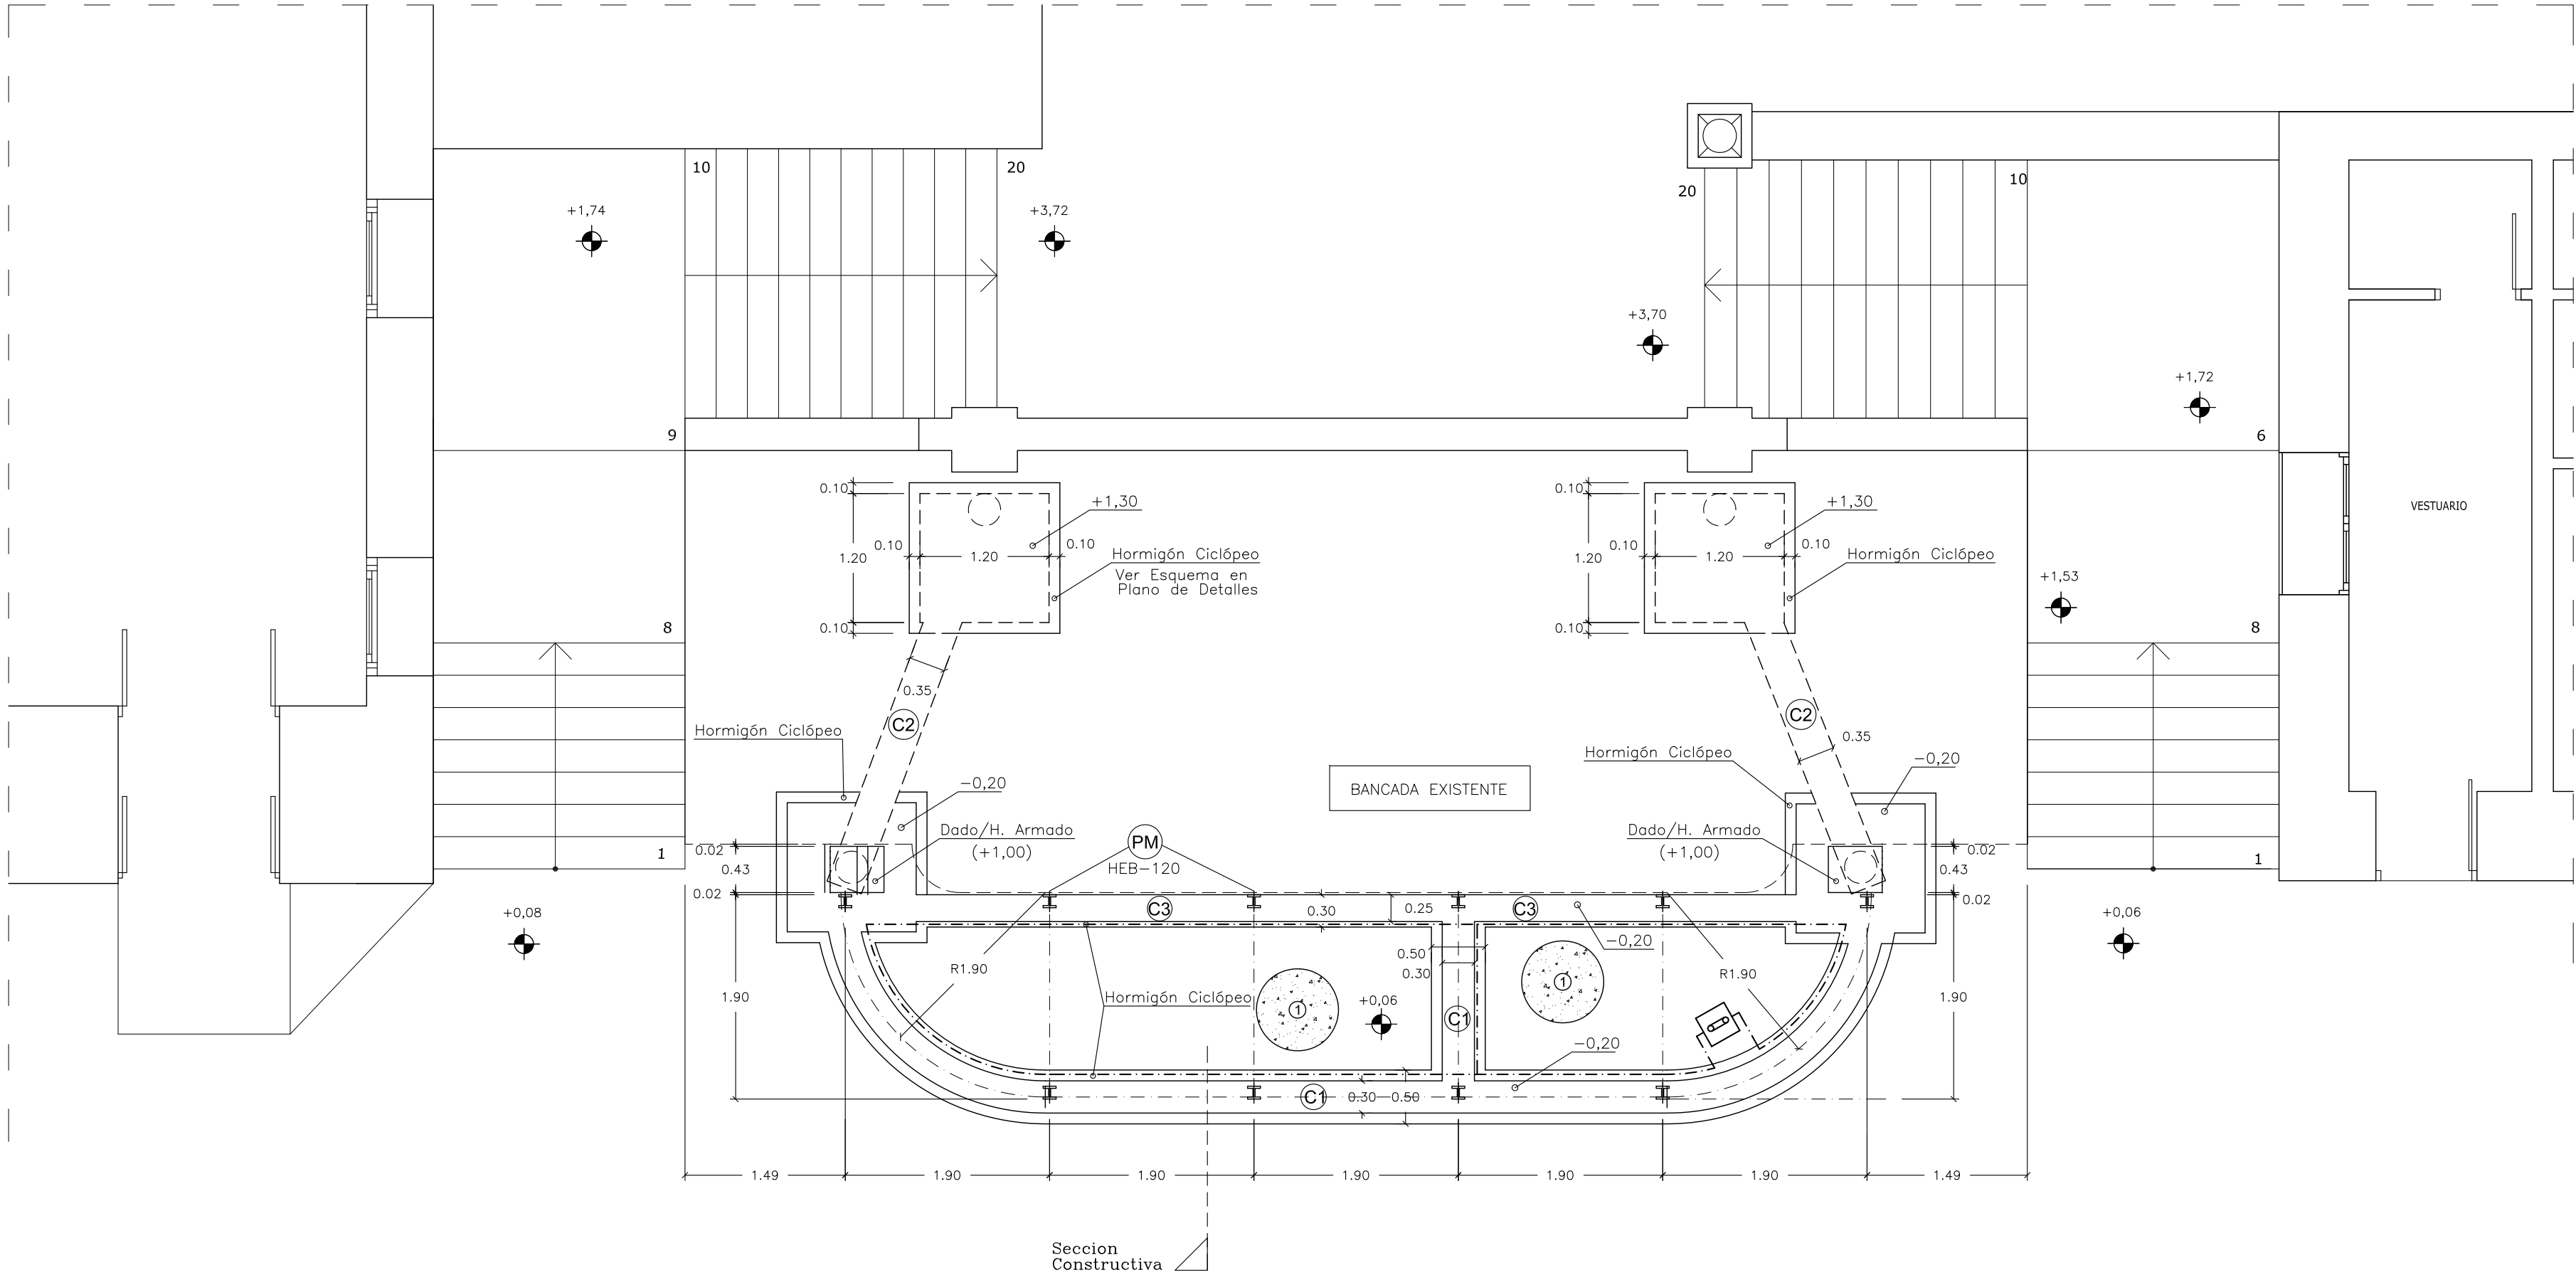 10
20
10
20
+1,74
+3,72
+3,70
+1,72
9
6
0.10
+1,30
0.10
+1,30
VESTUARIO
0.10
1.20
0.10
1.20
0.10
1.20
0.10
1.20
Hormigón Ciclópeo
Ver Esquema en
Plano de Detalles
Hormigón Ciclópeo
+1,53
8
0.10
0.10
8
0.35
C2
C2
Hormigón Ciclópeo
0.35
Hormigón Ciclópeo
-0,20
-0,20
BANCADA EXISTENTE
Dado/H. Armado
(+1,00)
PM
HEB-120
Dado/H. Armado
(+1,00)
1
0.02
0.43
0.02
0.02
0.43
0.02
1
+0,08
C3
0.30
0.25
C3
+0,06
-0,20
0.50
0.30
R1.90
R1.90
1.90
Hormigón Ciclópeo
1
+0,06
1
1.90
C1
-0,20
C1
0.30
0.50
1.49
1.90
1.90
1.90
1.90
1.90
1.49
Seccion
Constructiva